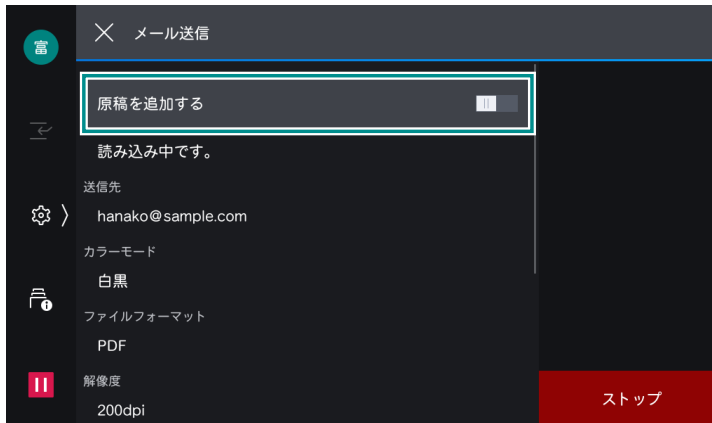 富
メール送信
原稿を追加する
読み込み中です。
送信先
hanako@sample.com
カラーモード
白黒
ファイルフォーマット
PDF
解像度
200dpi
ストップ